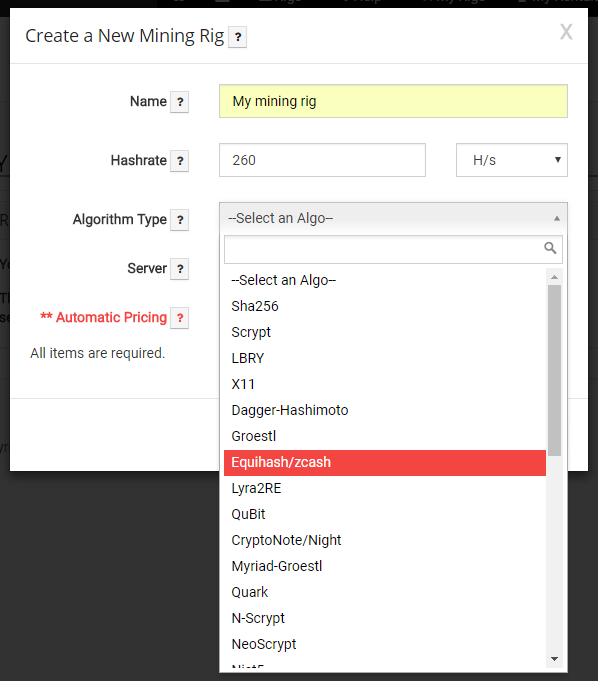 Create a New Mining Rig ?
X
Name ? My mining rig
Hashrate ? 260 H/s
Algorithm Type ? --Select an Algo--
Server ?
** Automatic Pricing ?
All items are required.
--Select an Algo--
Sha256
Scrypt
LBRY
X11
Dagger-Hashimoto
Groestl
Equihash/zcash
Lyra2RE
QuBit
CryptoNote/Night
Myriad-Groestl
Quark
N-Scrypt
NeoScrypt